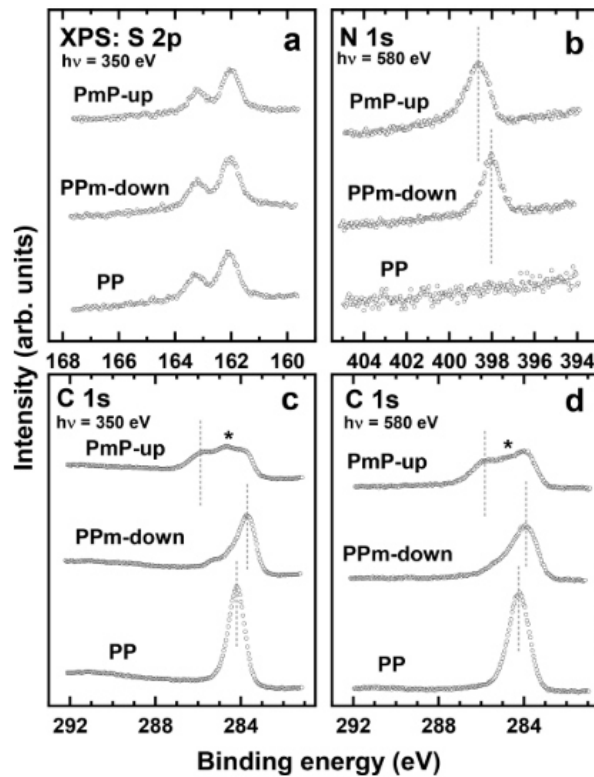 XPS: S 2p
a
hν = 350 eV
PmP-up
PPm-down
PP
168 166 164 162 160
N 1s
b
hν = 580 eV
PmP-up
PPm-down
PP
404 402 400 398 396 394
Intensity (arb. units)
C 1s
c
hν = 350 eV
PmP-up
*
PPm-down
PP
292 288 284
C 1s
d
hν = 580 eV
PmP-up
*
PPm-down
PP
292 288 284
Binding energy (eV)